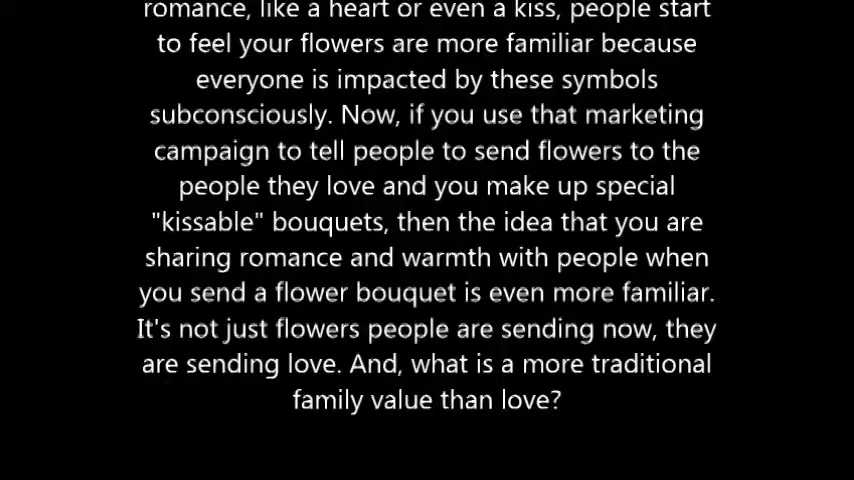 romance, like a heart or even a kiss, people start
to feel your flowers are more familiar because
everyone is impacted by these symbols
subconsciously. Now, if you use that marketing
campaign to tell people to send flowers to the
people they love and you make up special
"kissable" bouquets, then the idea that you are
sharing romance and warmth with people when
you send a flower bouquet is even more familiar.
It's not just flowers people are sending now, they
are sending love. And, what is a more traditional
family value than love?